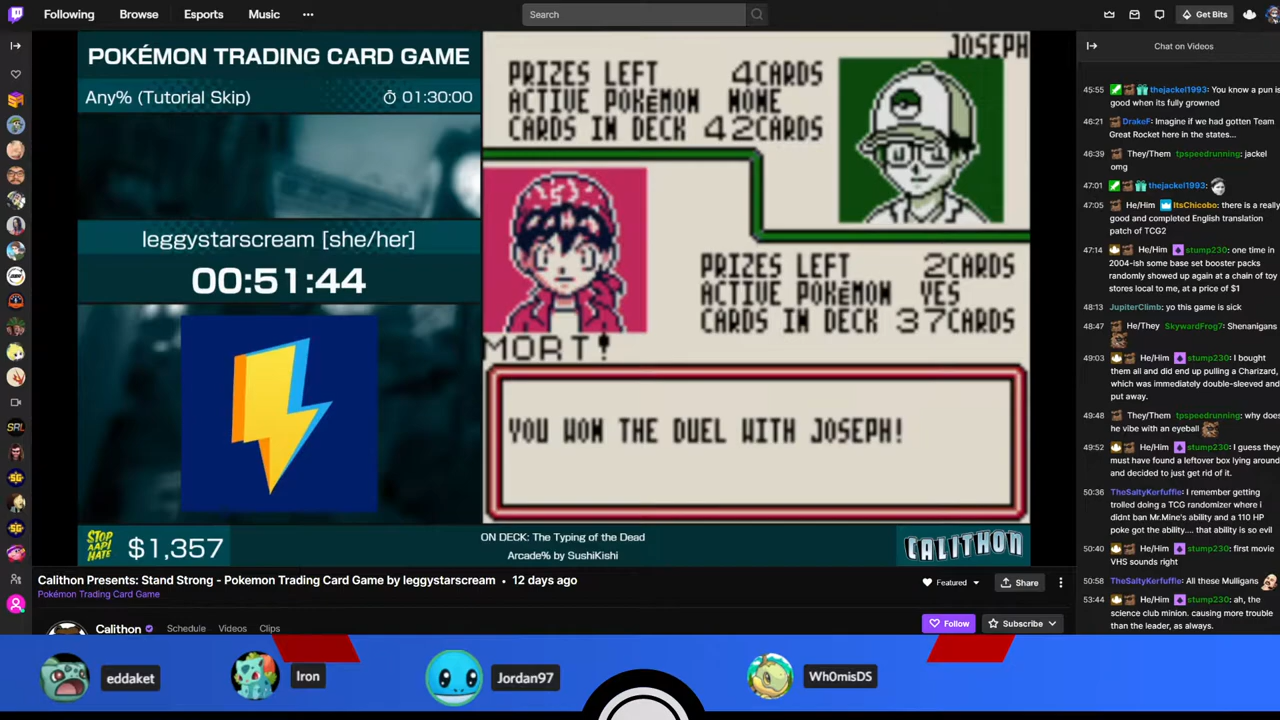 Following
Browse
Esports
Music
Search
Get Bits
POKÉMON TRADING CARD GAME
Any% (Tutorial Skip)
01:30:00
leggystarscream [she/her]
00:51:44
STOP
AAPI
HATE
$1,357
JOSEPH
PRIZES LEFT 4CARDS
ACTIVE POKéMON NONE
CARDS IN DECK 42CARDS
PRIZES LEFT 2CARDS
ACTIVE POKéMON YES
CARDS IN DECK 37CARDS
MORT!
YOU WON THE DUEL WITH JOSEPH!
ON DECK: The Typing of the Dead
Arcade% by SushiKishi
CALITHON
Calithon Presents: Stand Strong - Pokemon Trading Card Game by leggystarscream • 12 days ago
Pokémon Trading Card Game
Featured
Share
Calithon
Schedule
Videos
Clips
Follow
Subscribe
Chat on Videos
45:55 thejackel1993: You know a pun is
good when its fully grown
46:21 DrakeF: Imagine if we had gotten Team
Great Rocket here in the states...
46:39 They/Them tpspeedrunning: jackel
omg
47:01 thejackel1993:
47:05 He/Him ItsChicobo: there is a really
good and completed English translation
patch of TCG2
47:14 He/Him stump230: one time in
2004-ish some base set booster packs
randomly showed up again at a chain of toy
stores local to me, at a price of $1
48:13 JupiterClimb: yo this game is sick
48:47 He/They SkywardFrog7: Shenanigans
49:03 He/Him stump230: I bought
them all and did end up pulling a Charizard,
which was immediately double-sleeved and
put away.
49:48 They/Them tpspeedrunning: why does
he vibe with an eyeball
49:52 He/Him stump230: I guess they
must have found a leftover box lying around
and decided to just get rid of it.
50:36 TheSaltyKerfuffle: I remember getting
trolled doing a TCG randomizer where i
didnt ban Mr.Mine's ability and a 110 HP
poke got the ability.... that ability is so evil
50:40 He/Him stump230: first movie
VHS sounds right
50:58 TheSaltyKerfuffle: All these Mulligans
53:44 He/Him stump230: ah, the
science club minion. causing more trouble
than the leader, as always.
eddaket
Iron
Jordan97
Wh0misDS